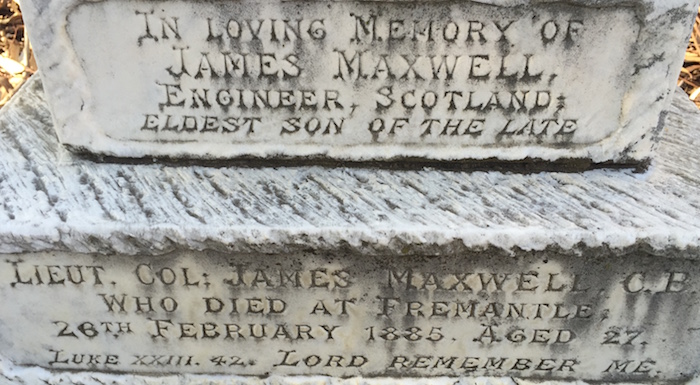 In loving Memory of
James Maxwell,
Engineer, Scotland;
eldest son of the late
Lieut. Col: James Maxwell C.B.
who died at Fremantle,
26th February 1885. Aged 27.
Luke XXIII. 42. Lord remember me.